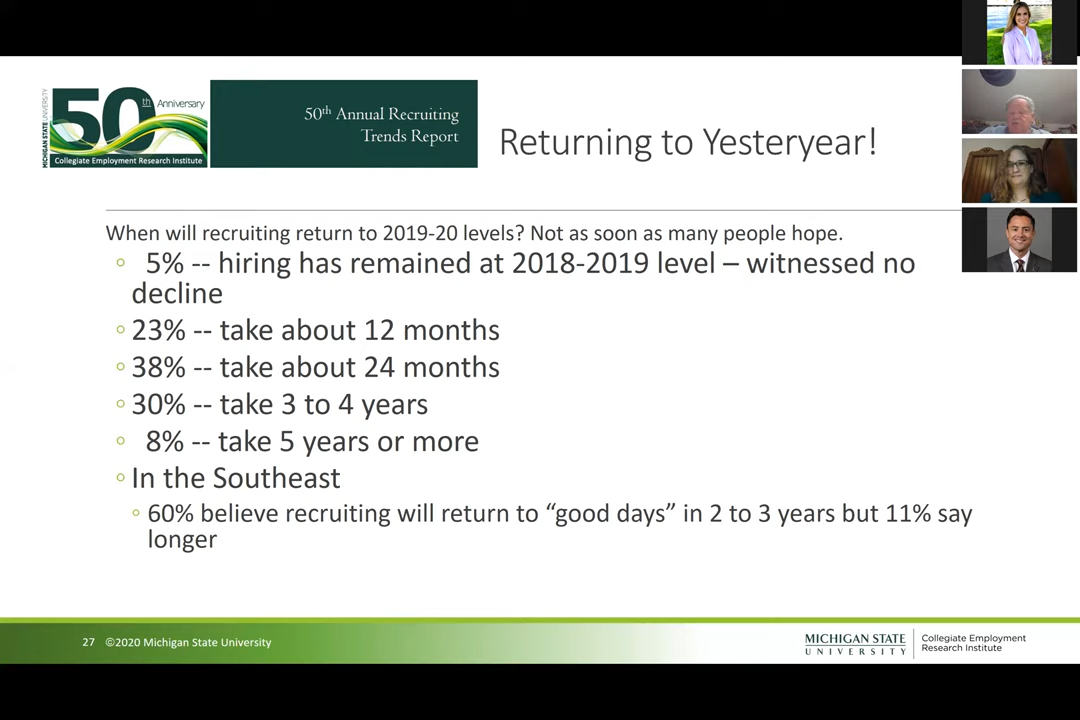 MICHIGAN STATE UNIVERSITY
50th Anniversary
Collegiate Employment Research Institute
50th Annual Recruiting
Trends Report
Returning to Yesteryear!
When will recruiting return to 2019-20 levels? Not as soon as many people hope.
5% -- hiring has remained at 2018-2019 level – witnessed no
decline
23% -- take about 12 months
38% -- take about 24 months
30% -- take 3 to 4 years
8% -- take 5 years or more
In the Southeast
60% believe recruiting will return to “good days” in 2 to 3 years but 11% say
longer
27 ©2020 Michigan State University
MICHIGAN STATE
UNIVERSITY
Collegiate Employment
Research Institute